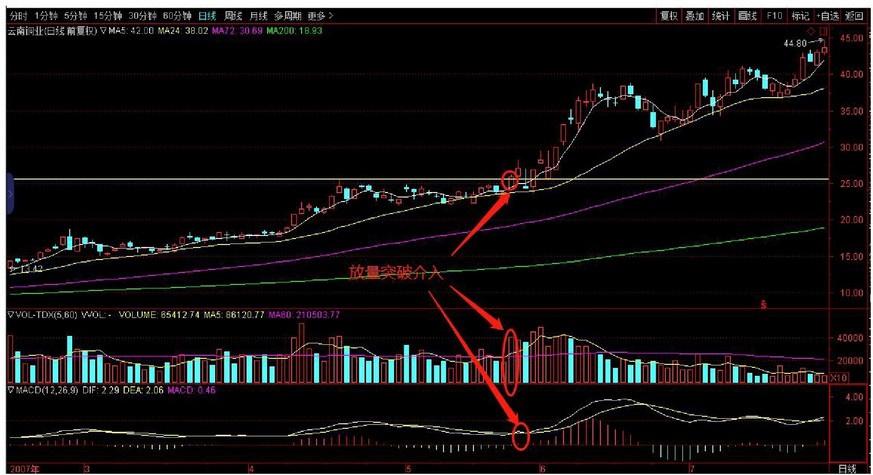 分时 1分钟 5分钟 15分钟 30分钟 60分钟 日线 周线 月线 多周期 更多> 复权 叠加 统计 画线 F10 标记 +自选 返回
云南铜业(日线 前复权) ▽ MA5: 42.00 MA24: 38.02 MA72: 30.69 MA200: 18.93
44.80
45.00
40.00
35.00
30.00
25.00
20.00
15.00
10.00
13.42
放量突破介入
▽VOL-TDX(5,60) VVOL: - VOLUME: 65412.74 MA5: 66120.77 MA60: 210503.77
40000
20000
X10
▽MACD(12,26,9) DIF: 2.29 DEA: 2.06 MACD: 0.46
4.00
2.00
0.00
2007年 3 4 5 6 7 日线